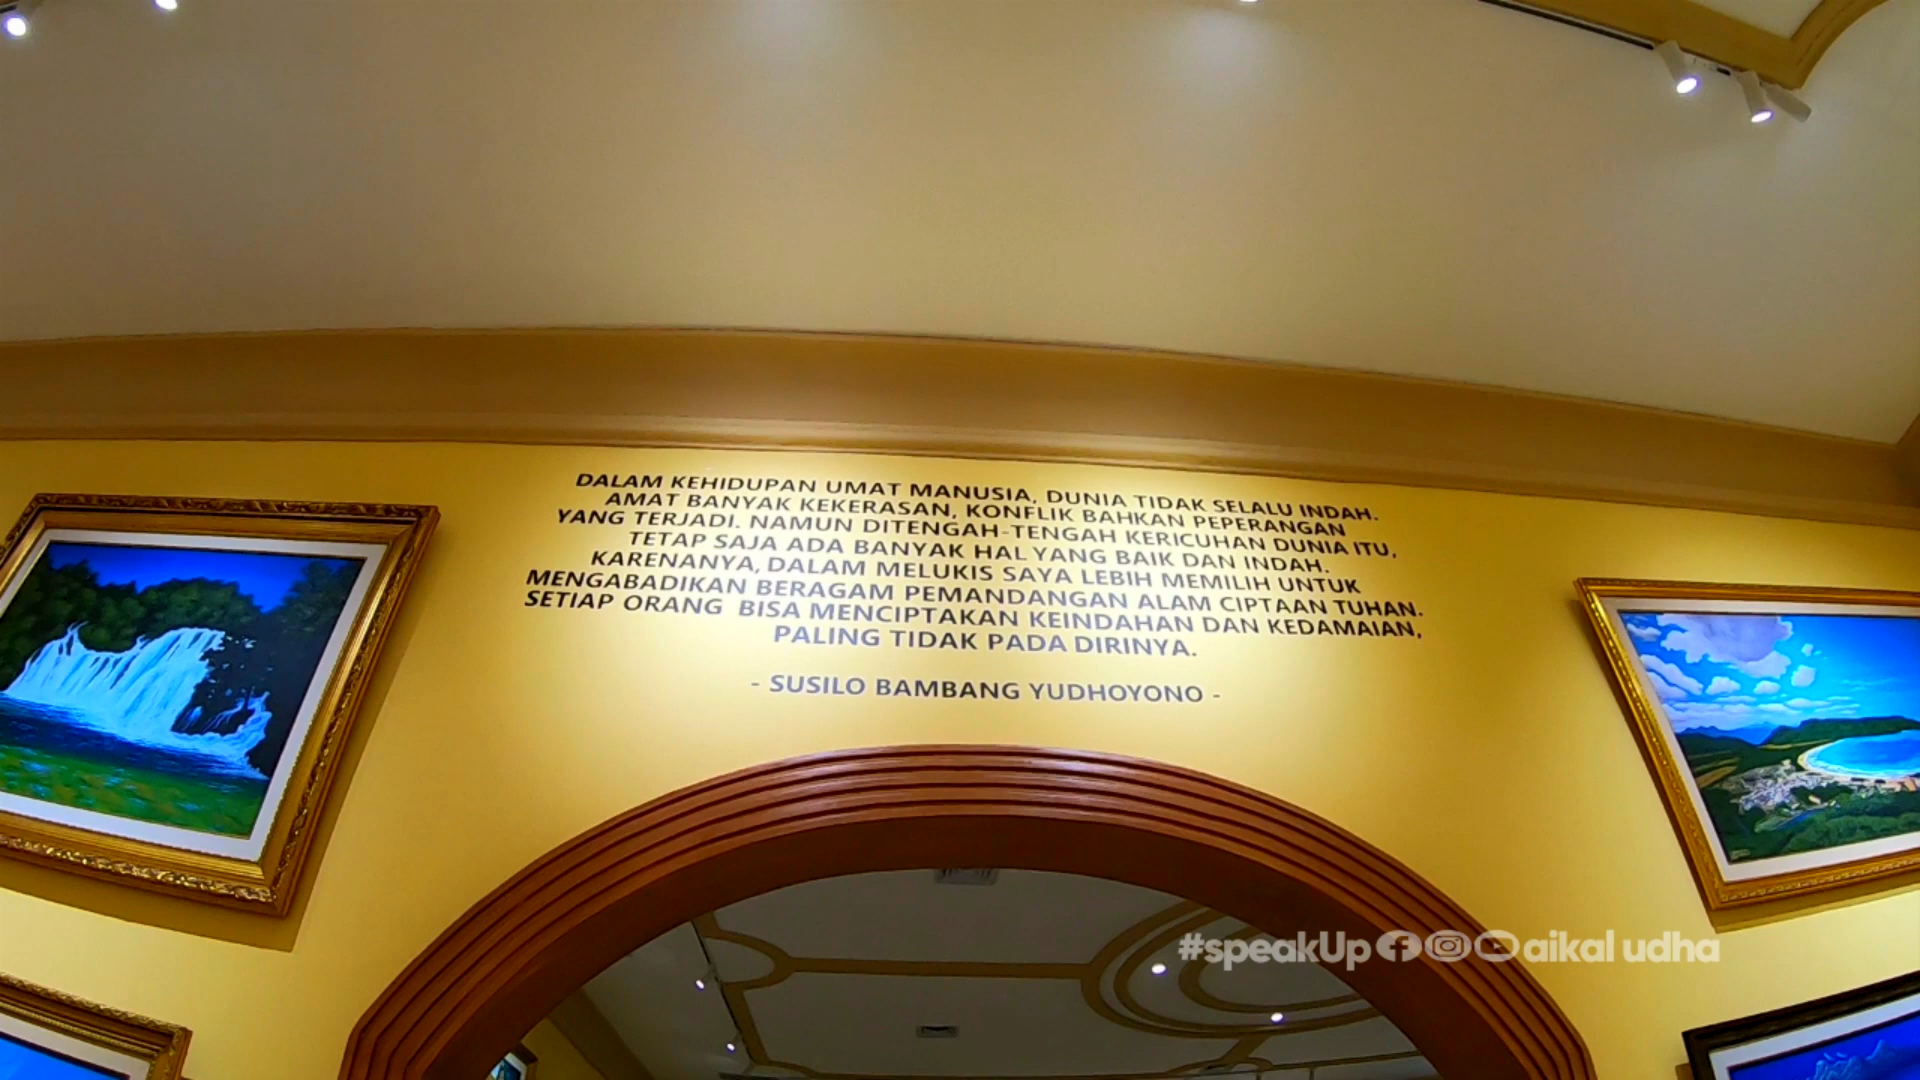 DALAM KEHIDUPAN UMAT MANUSIA, DUNIA TIDAK SELALU INDAH.
AMAT BANYAK KEKERASAN, KONFLIK BAHKAN PEPERANGAN
YANG TERJADI. NAMUN DITENGAH-TENGAH KERICUHAN DUNIA ITU,
TETAP SAJA ADA BANYAK HAL YANG BAIK DAN INDAH.
KARENANYA, DALAM MELUKIS SAYA LEBIH MEMILIH UNTUK
MENGABADIKAN BERAGAM PEMANDANGAN ALAM CIPTAAN TUHAN.
SETIAP ORANG BISA MENCIPTAKAN KEINDAHAN DAN KEDAMAIAN,
PALING TIDAK PADA DIRINYA.
- SUSILO BAMBANG YUDHOYONO -
#speakUp aikal udha